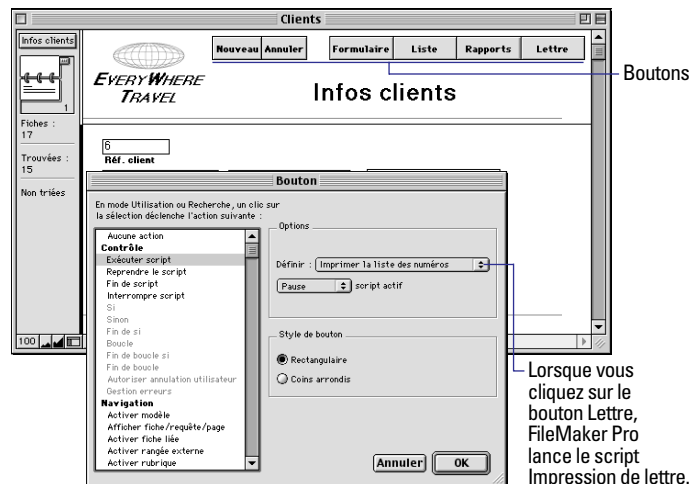 Clients
Infos clients
Nouveau Annuler Formulaire Liste Rapports Lettre
Boutons
EVERYWHERE
TRAVEL
Infos clients
1
Fiches :
17
Trouvées :
15
Non triées
6
Réf. client
Bouton
En mode Utilisation ou Recherche, un clic sur
la sélection déclenche l'action suivante :
Aucune action
Contrôle
Exécuter script
Reprendre le script
Fin de script
Interrompre script
Si
Sinon
Fin de si
Boucle
Fin de boucle si
Fin de boucle
Autoriser annulation utilisateur
Gestion erreurs
Navigation
Activer modèle
Afficher fiche/requête/page
Activer fiche liée
Activer rangée externe
Activer rubrique
Options
Définir : Imprimer la liste des numéros
Pause script actif
Style de bouton
Rectangulaire
Coins arrondis
Annuler OK
100
Lorsque vous
cliquez sur le
bouton Lettre,
FileMaker Pro
lance le script
Impression de lettre.